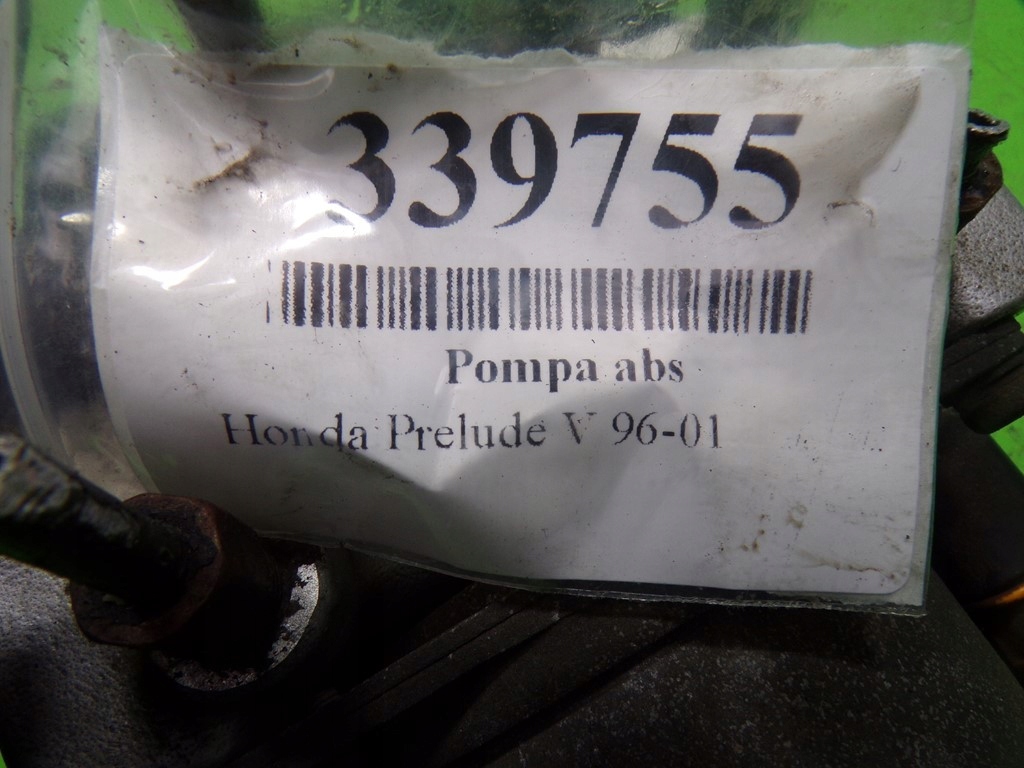 339755
Pompa abs
Honda Prelude V 96-01